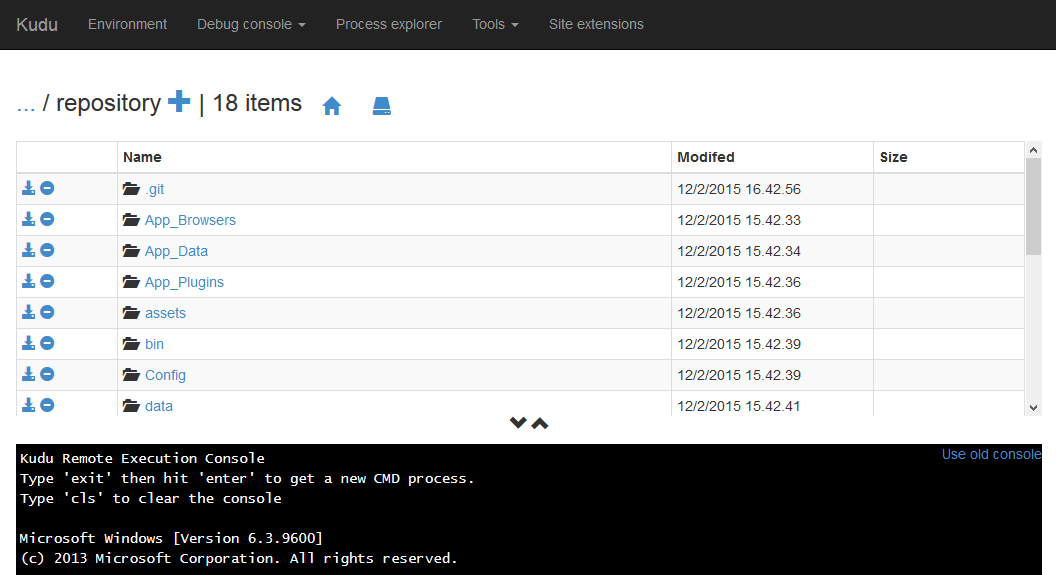 Kudu Environment Debug console Process explorer Tools Site extensions
... / repository | 18 items
Name Modifed Size
.git 12/2/2015 16.42.56
App_Browsers 12/2/2015 15.42.33
App_Data 12/2/2015 15.42.34
App_Plugins 12/2/2015 15.42.36
assets 12/2/2015 15.42.36
bin 12/2/2015 15.42.39
Config 12/2/2015 15.42.39
data 12/2/2015 15.42.41
Use old console
Kudu Remote Execution Console
Type 'exit' then hit 'enter' to get a new CMD process.
Type 'cls' to clear the console
Microsoft Windows [Version 6.3.9600]
(c) 2013 Microsoft Corporation. All rights reserved.